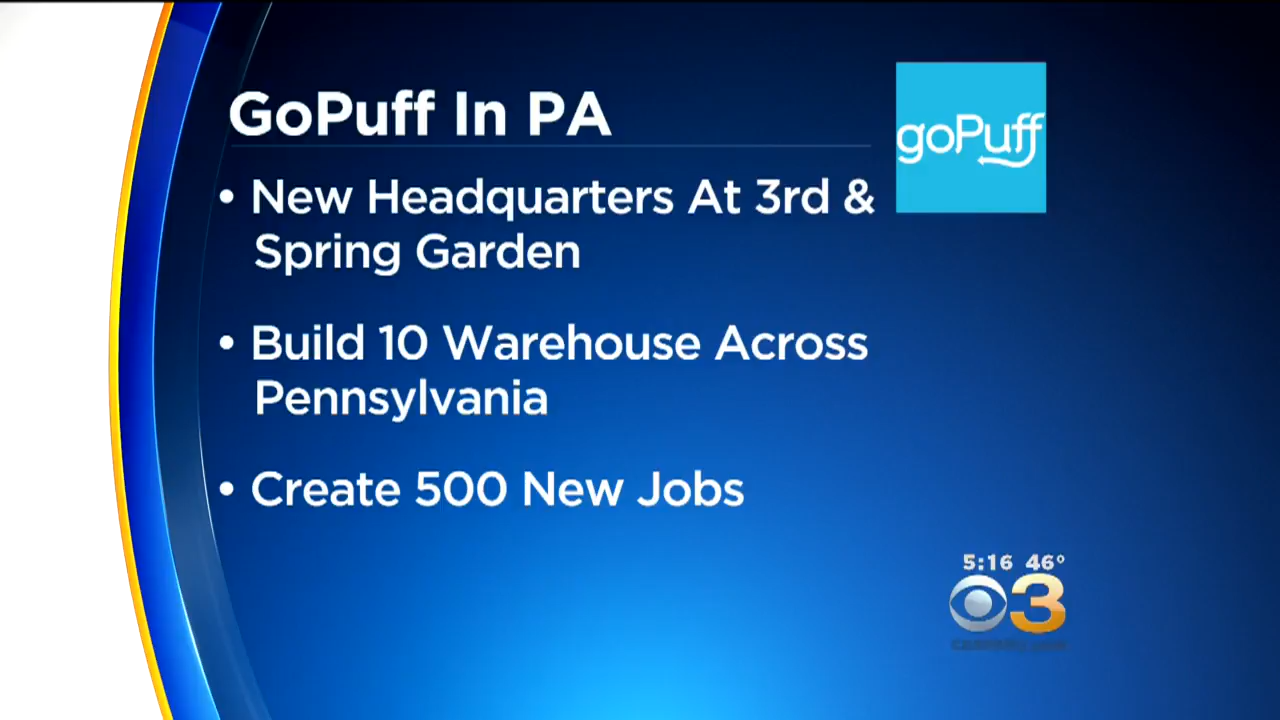 GoPuff In PA
goPuff
• New Headquarters At 3rd &
Spring Garden
• Build 10 Warehouse Across
Pennsylvania
• Create 500 New Jobs
5:16 46°
3